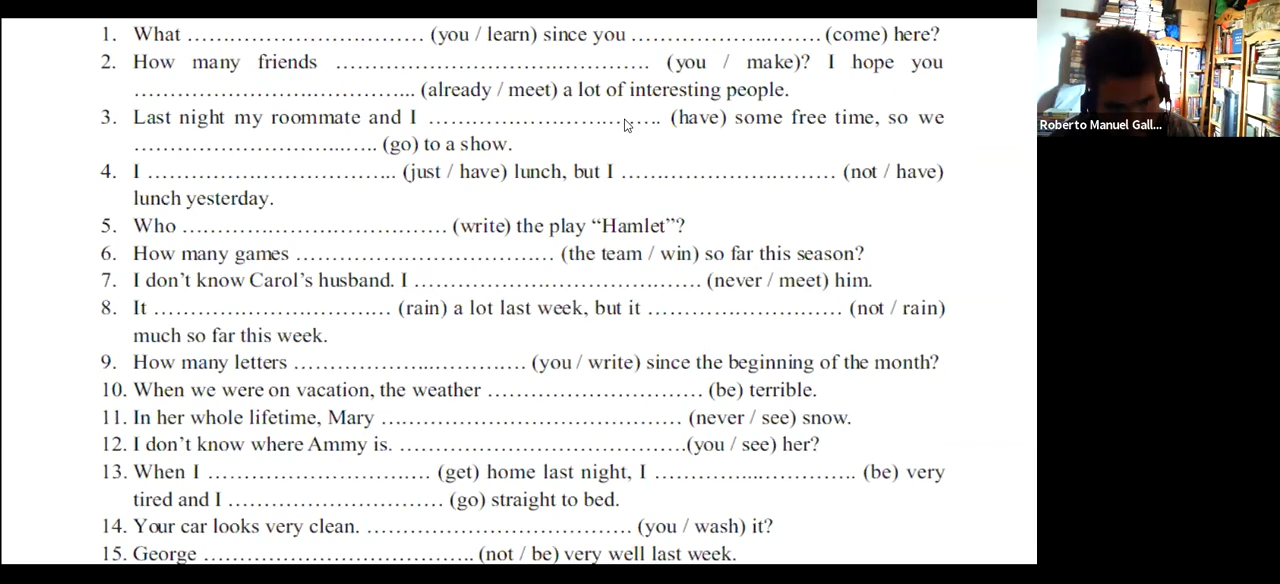 1. What ……………………………… (you / learn) since you ………………………… (come) here?
2. How many friends ………………………………………… (you / make)? I hope you
…………………………………….. (already / meet) a lot of interesting people.
3. Last night my roommate and I ……………………………… (have) some free time, so we
……………………………….. (go) to a show.
4. I ……………………………….. (just / have) lunch, but I …………………………… (not / have)
lunch yesterday.
5. Who ………………………………….. (write) the play “Hamlet”?
6. How many games ………………………………… (the team / win) so far this season?
7. I don’t know Carol’s husband. I …………………………………….. (never / meet) him.
8. It ……………………………… (rain) a lot last week, but it ………………………… (not / rain)
much so far this week.
9. How many letters ……………………………… (you / write) since the beginning of the month?
10. When we were on vacation, the weather …………………………… (be) terrible.
11. In her whole lifetime, Mary ……………………………………… (never / see) snow.
12. I don’t know where Ammy is. …………………………………….(you / see) her?
13. When I …………………………… (get) home last night, I ………………………… (be) very
tired and I …………………………… (go) straight to bed.
14. Your car looks very clean. ………………………………… (you / wash) it?
15. George ………………………………….. (not / be) very well last week.
Roberto Manuel Gall...